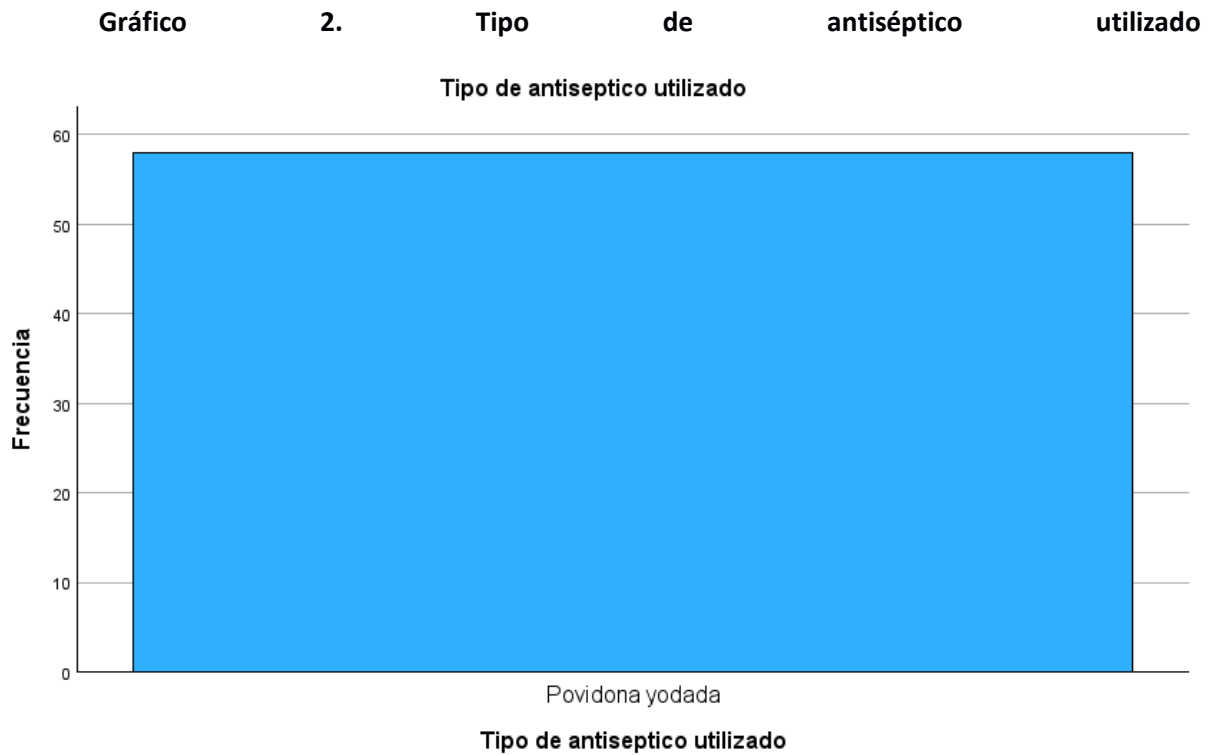 Gráfico 2. Tipo de antiséptico utilizado
Tipo de antiseptico utilizado
60
50
40
30
20
10
0
Frecuencia
Povidona yodada
Tipo de antiseptico utilizado